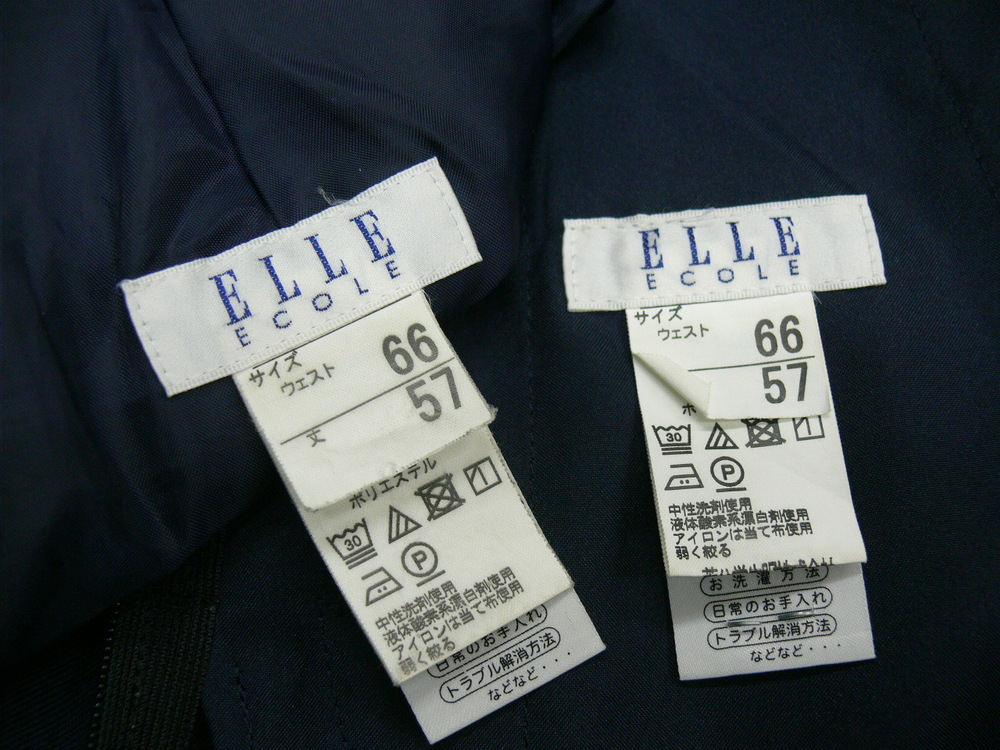 ELLE
ECOLE
サイズ
ウェスト 66
丈 57
ポリエステル
30
P
中性洗剤使用
液体酸素系漂白剤使用
アイロンは当て布使用
弱く絞る
日常のお手入れ
トラブル解消方法
などなど・・・
ELLE
ECOLE
サイズ
ウェスト 66
57
ポ
30
P
中性洗剤使用
液体酸素系漂白剤使用
アイロンは当て布使用
弱く絞る
お洗濯方法
日常のお手入れ
トラブル解消方法
などなど・・・